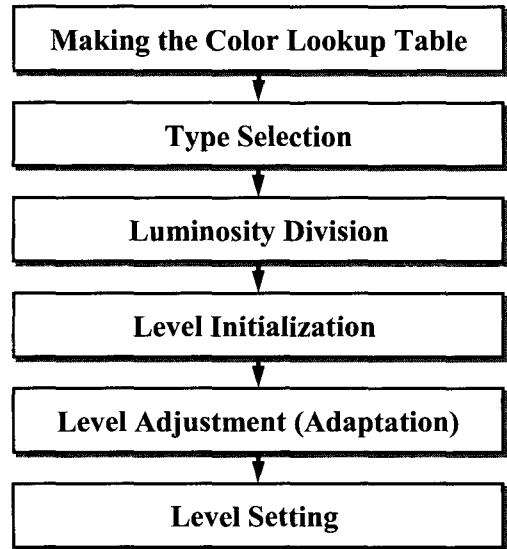 Making the Color Lookup Table
Type Selection
Luminosity Division
Level Initialization
Level Adjustment (Adaptation)
Level Setting